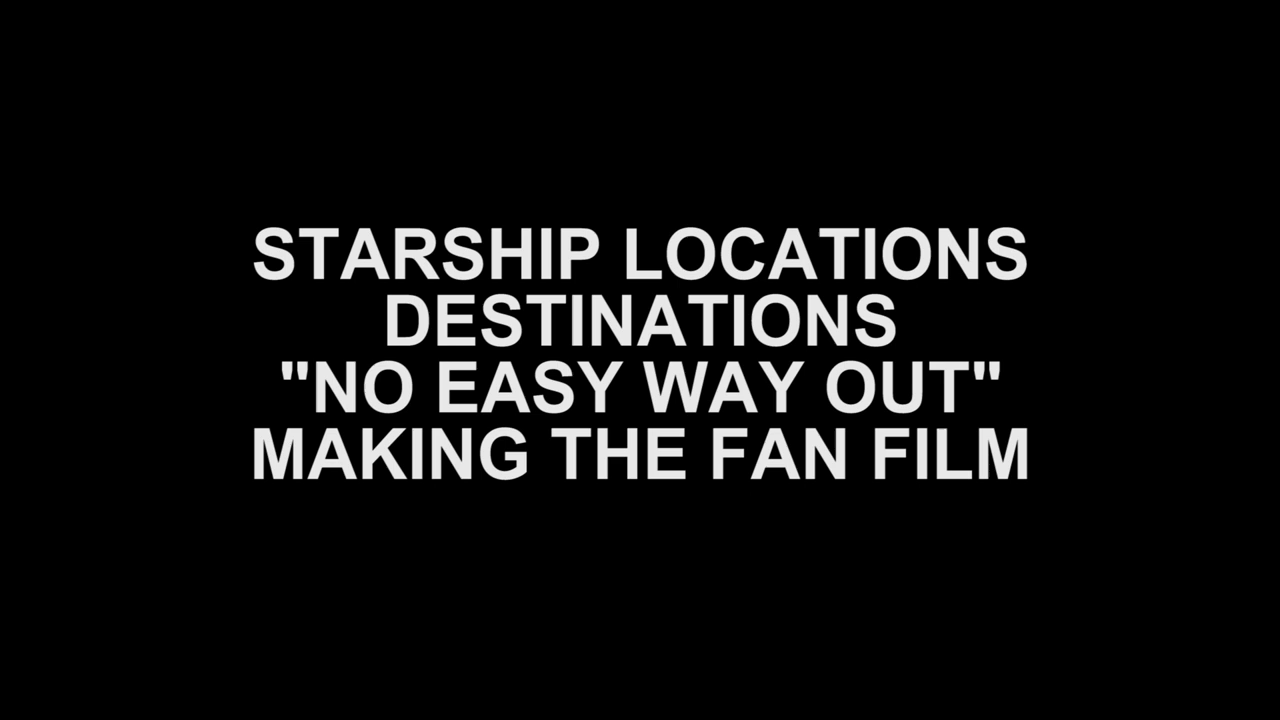 STARSHIP LOCATIONS
DESTINATIONS
"NO EASY WAY OUT"
MAKING THE FAN FILM